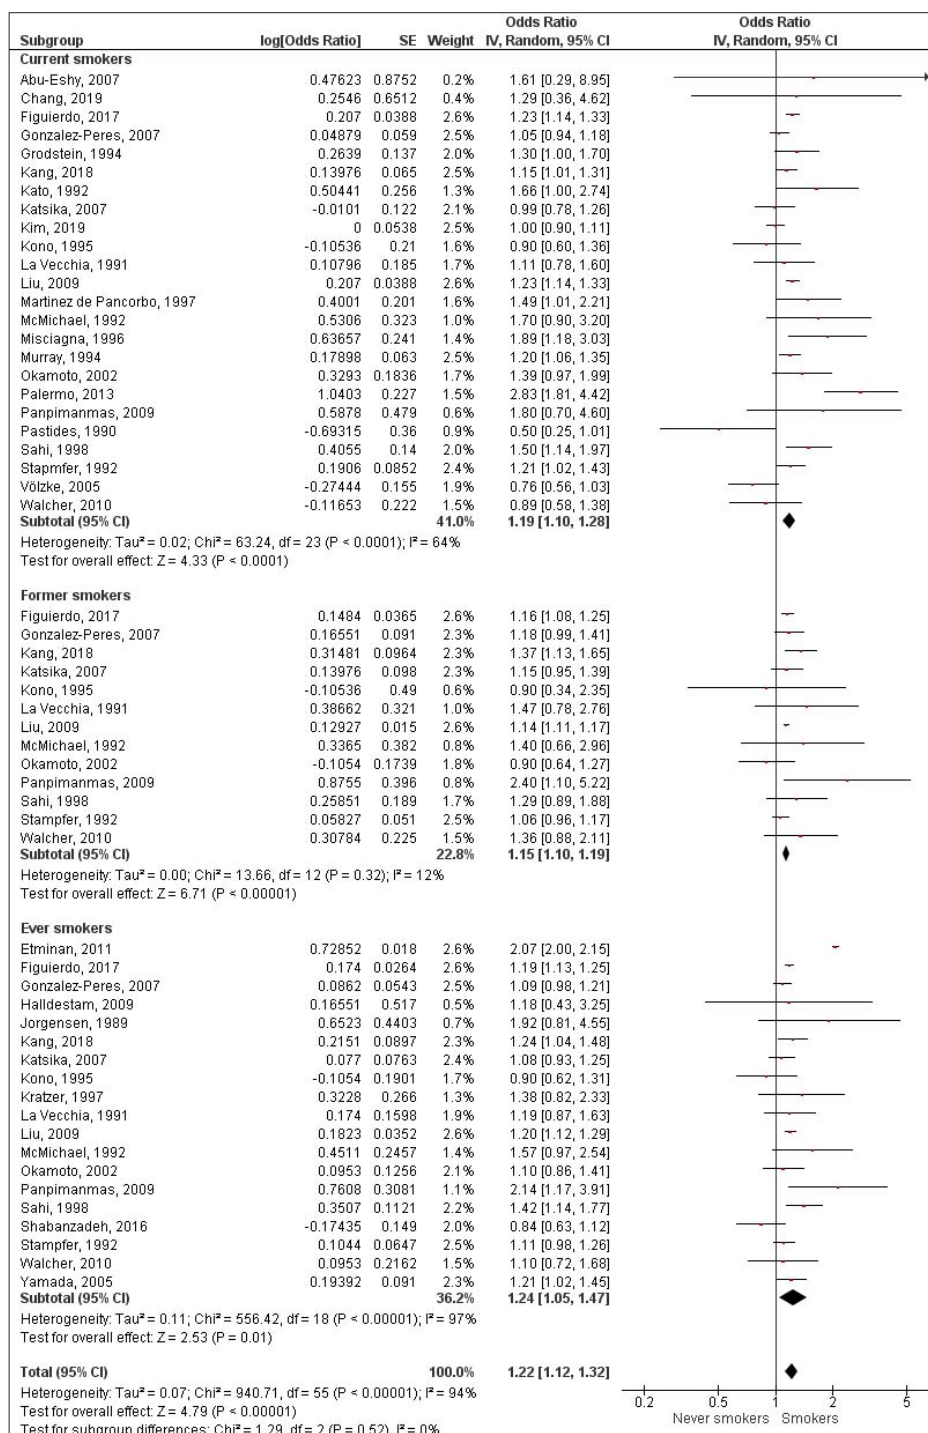 Odds Ratio Odds Ratio
Subgroup log[Odds Ratio] SE Weight IV, Random, 95% CI IV, Random, 95% CI
Current smokers
Abu-Eshy, 2007 0.47623 0.8752 0.2% 1.61 [0.29, 8.95]
Chang, 2019 0.2546 0.6512 0.4% 1.29 [0.36, 4.62]
Figuierdo, 2017 0.207 0.0388 2.6% 1.23 [1.14, 1.33]
Gonzalez-Peres, 2007 0.04879 0.059 2.5% 1.05 [0.94, 1.18]
Grodstein, 1994 0.2639 0.137 2.0% 1.30 [1.00, 1.70]
Kang, 2018 0.13976 0.065 2.5% 1.15 [1.01, 1.31]
Kato, 1992 0.50441 0.256 1.3% 1.66 [1.00, 2.74]
Katsika, 2007 -0.0101 0.122 2.1% 0.99 [0.78, 1.26]
Kim, 2019 0 0.0538 2.5% 1.00 [0.90, 1.11]
Kono, 1995 -0.10536 0.21 1.6% 0.90 [0.60, 1.36]
La Vecchia, 1991 0.10796 0.185 1.7% 1.11 [0.78, 1.60]
Liu, 2009 0.207 0.0388 2.6% 1.23 [1.14, 1.33]
Martinez de Pancorbo, 1997 0.4001 0.201 1.6% 1.49 [1.01, 2.21]
McMichael, 1992 0.5306 0.323 1.0% 1.70 [0.90, 3.20]
Misciagna, 1996 0.63657 0.241 1.4% 1.89 [1.18, 3.03]
Murray, 1994 0.17898 0.063 2.5% 1.20 [1.06, 1.35]
Okamoto, 2002 0.3293 0.1836 1.7% 1.39 [0.97, 1.99]
Palermo, 2013 1.0403 0.227 1.5% 2.83 [1.81, 4.42]
Panpimanmas, 2009 0.5878 0.479 0.6% 1.80 [0.70, 4.60]
Pastides, 1990 -0.69315 0.36 0.9% 0.50 [0.25, 1.01]
Sahi, 1998 0.4055 0.14 2.0% 1.50 [1.14, 1.97]
Stapmfer, 1992 0.1906 0.0852 2.4% 1.21 [1.02, 1.43]
Völzke, 2005 -0.27444 0.155 1.9% 0.76 [0.56, 1.03]
Walcher, 2010 -0.11653 0.222 1.5% 0.89 [0.58, 1.38]
Subtotal (95% CI) 41.0% 1.19 [1.10, 1.28]
Heterogeneity: Tau² = 0.02; Chi² = 63.24, df = 23 (P < 0.0001); I² = 64%
Test for overall effect: Z = 4.33 (P < 0.0001)
Former smokers
Figuierdo, 2017 0.1484 0.0365 2.6% 1.16 [1.08, 1.25]
Gonzalez-Peres, 2007 0.16551 0.091 2.3% 1.18 [0.99, 1.41]
Kang, 2018 0.31481 0.0964 2.3% 1.37 [1.13, 1.65]
Katsika, 2007 0.13976 0.098 2.3% 1.15 [0.95, 1.39]
Kono, 1995 -0.10536 0.49 0.6% 0.90 [0.34, 2.35]
La Vecchia, 1991 0.38662 0.321 1.0% 1.47 [0.78, 2.76]
Liu, 2009 0.12927 0.015 2.6% 1.14 [1.11, 1.17]
McMichael, 1992 0.3365 0.382 0.8% 1.40 [0.66, 2.96]
Okamoto, 2002 -0.1054 0.1739 1.8% 0.90 [0.64, 1.27]
Panpimanmas, 2009 0.8755 0.396 0.8% 2.40 [1.10, 5.22]
Sahi, 1998 0.25851 0.189 1.7% 1.29 [0.89, 1.88]
Stampfer, 1992 0.05827 0.051 2.5% 1.06 [0.96, 1.17]
Walcher, 2010 0.30784 0.225 1.5% 1.36 [0.88, 2.11]
Subtotal (95% CI) 22.8% 1.15 [1.10, 1.19]
Heterogeneity: Tau² = 0.00; Chi² = 13.66, df = 12 (P = 0.32); I² = 12%
Test for overall effect: Z = 6.71 (P < 0.00001)
Ever smokers
Etminan, 2011 0.72852 0.018 2.6% 2.07 [2.00, 2.15]
Figuierdo, 2017 0.174 0.0264 2.6% 1.19 [1.13, 1.25]
Gonzalez-Peres, 2007 0.0862 0.0543 2.5% 1.09 [0.98, 1.21]
Halldestam, 2009 0.16551 0.517 0.5% 1.18 [0.43, 3.25]
Jorgensen, 1989 0.6523 0.4403 0.7% 1.92 [0.81, 4.55]
Kang, 2018 0.2151 0.0897 2.3% 1.24 [1.04, 1.48]
Katsika, 2007 0.077 0.0763 2.4% 1.08 [0.93, 1.25]
Kono, 1995 -0.1054 0.1901 1.7% 0.90 [0.62, 1.31]
Kratzer, 1997 0.3228 0.266 1.3% 1.38 [0.82, 2.33]
La Vecchia, 1991 0.174 0.1598 1.9% 1.19 [0.87, 1.63]
Liu, 2009 0.1823 0.0352 2.6% 1.20 [1.12, 1.29]
McMichael, 1992 0.4511 0.2457 1.4% 1.57 [0.97, 2.54]
Okamoto, 2002 0.0953 0.1256 2.1% 1.10 [0.86, 1.41]
Panpimanmas, 2009 0.7608 0.3081 1.1% 2.14 [1.17, 3.91]
Sahi, 1998 0.3507 0.1121 2.2% 1.42 [1.14, 1.77]
Shabanzadeh, 2016 -0.17435 0.149 2.0% 0.84 [0.63, 1.12]
Stampfer, 1992 0.1044 0.0647 2.5% 1.11 [0.98, 1.26]
Walcher, 2010 0.0953 0.2162 1.5% 1.10 [0.72, 1.68]
Yamada, 2005 0.19392 0.091 2.3% 1.21 [1.02, 1.45]
Subtotal (95% CI) 36.2% 1.24 [1.05, 1.47]
Heterogeneity: Tau² = 0.11; Chi² = 556.42, df = 18 (P < 0.00001); I² = 97%
Test for overall effect: Z = 2.53 (P = 0.01)
Total (95% CI) 100.0% 1.22 [1.12, 1.32]
Heterogeneity: Tau² = 0.07; Chi² = 940.71, df = 55 (P < 0.00001); I² = 94%
Test for overall effect: Z = 4.79 (P < 0.00001)
Test for subgroup differences: Chi² = 1.29, df = 2 (P = 0.52), I² = 0%
0.2 0.5 1 2 5
Never smokers Smokers